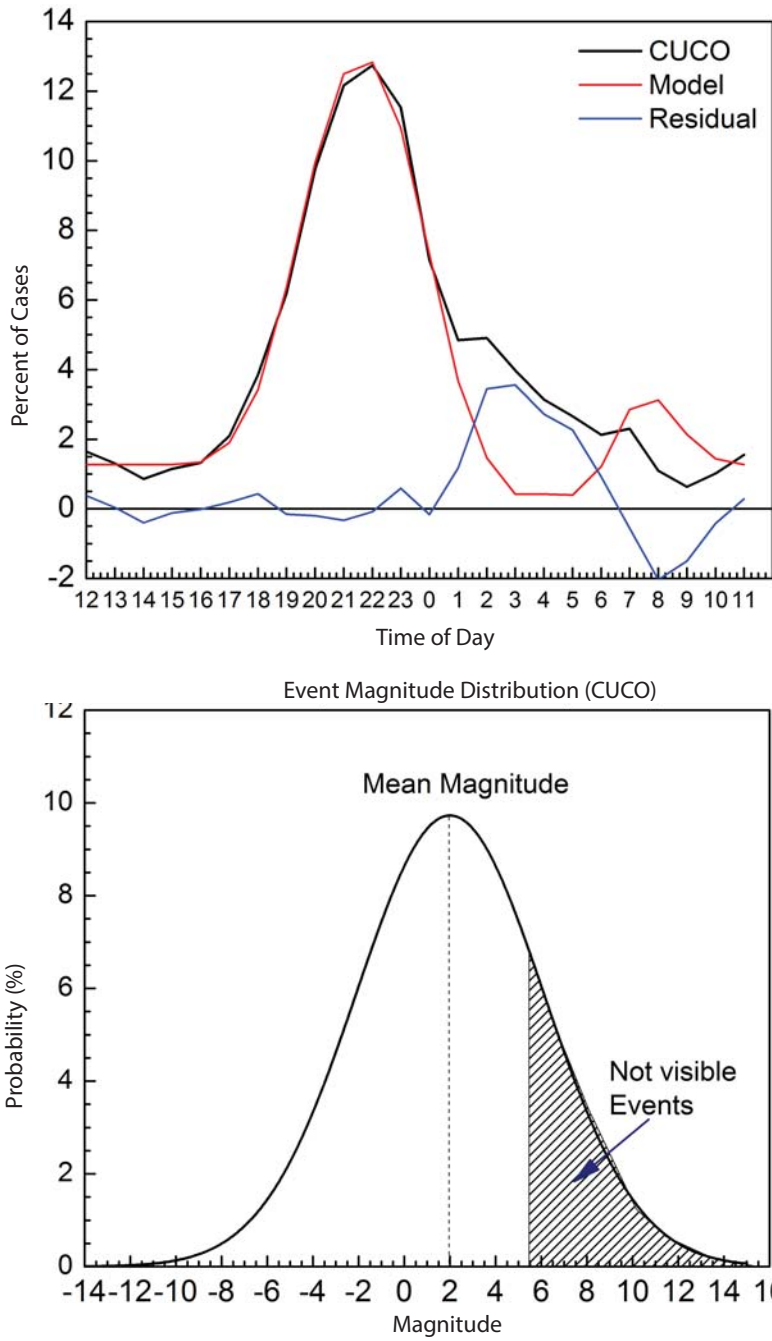 14
12
10
8
6
4
2
0
-2
Percent of Cases
CUCO
Model
Residual
12 13 14 15 16 17 18 19 20 21 22 23 0 1 2 3 4 5 6 7 8 9 10 11
Time of Day
Event Magnitude Distribution (CUCO)
12
10
8
6
4
2
0
Probability (%)
Mean Magnitude
Not visible
Events
-14 -12 -10 -8 -6 -4 -2 0 2 4 6 8 10 12 14
Magnitude